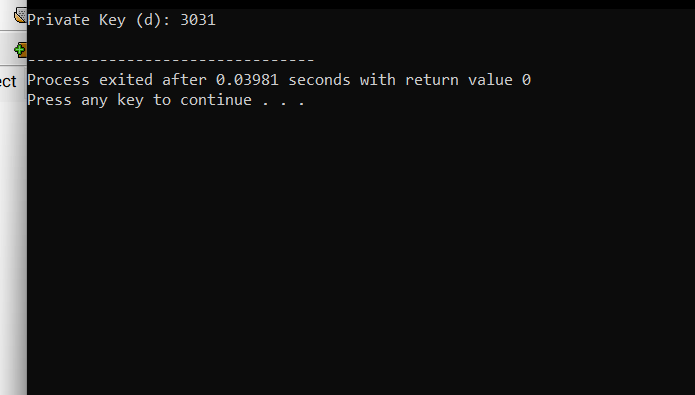 Private Key (d): 3031
--------------------------------
Process exited after 0.03981 seconds with return value 0
ect
Press any key to continue . . .